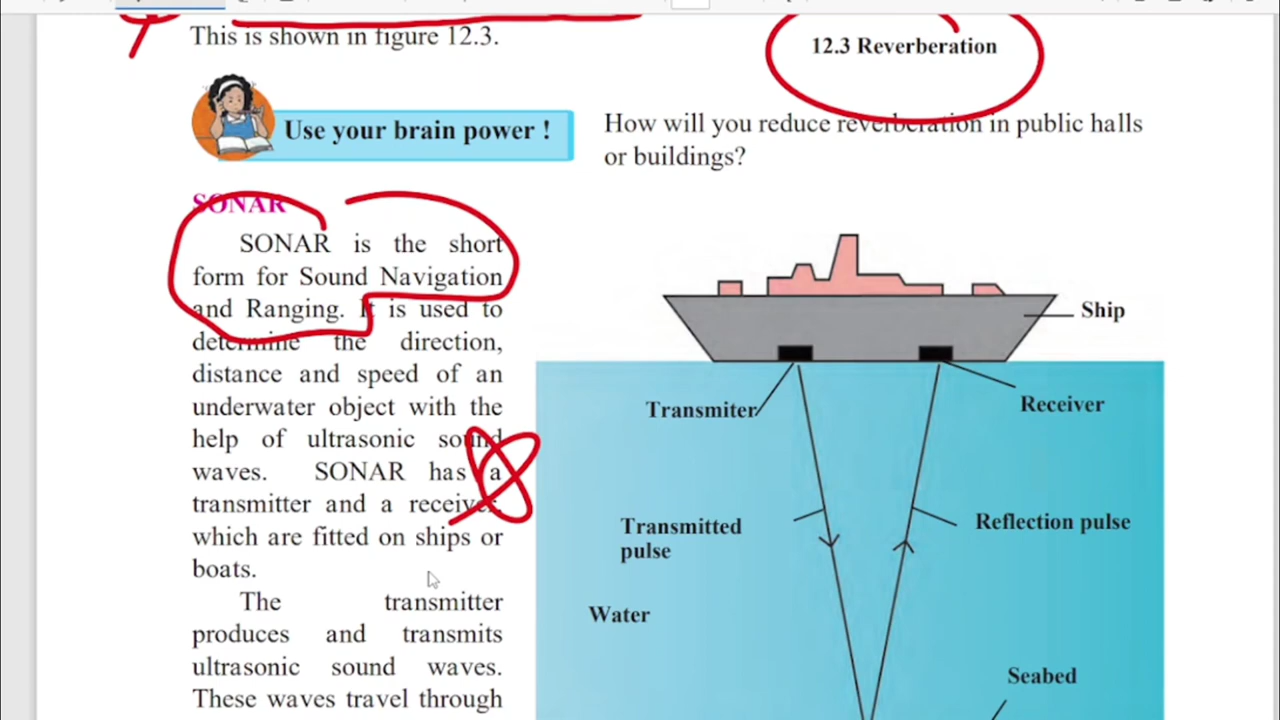 This is shown in figure 12.3.
12.3 Reverberation
Use your brain power !
How will you reduce reverberation in public halls
or buildings?
SONAR
SONAR is the short
form for Sound Navigation
and Ranging. It is used to
determine the direction,
distance and speed of an
underwater object with the
help of ultrasonic sound
waves. SONAR has a
transmitter and a receiver,
which are fitted on ships or
boats.
The transmitter
produces and transmits
ultrasonic sound waves.
These waves travel through
Ship
Transmiter
Receiver
Transmitted
pulse
Reflection pulse
Water
Seabed